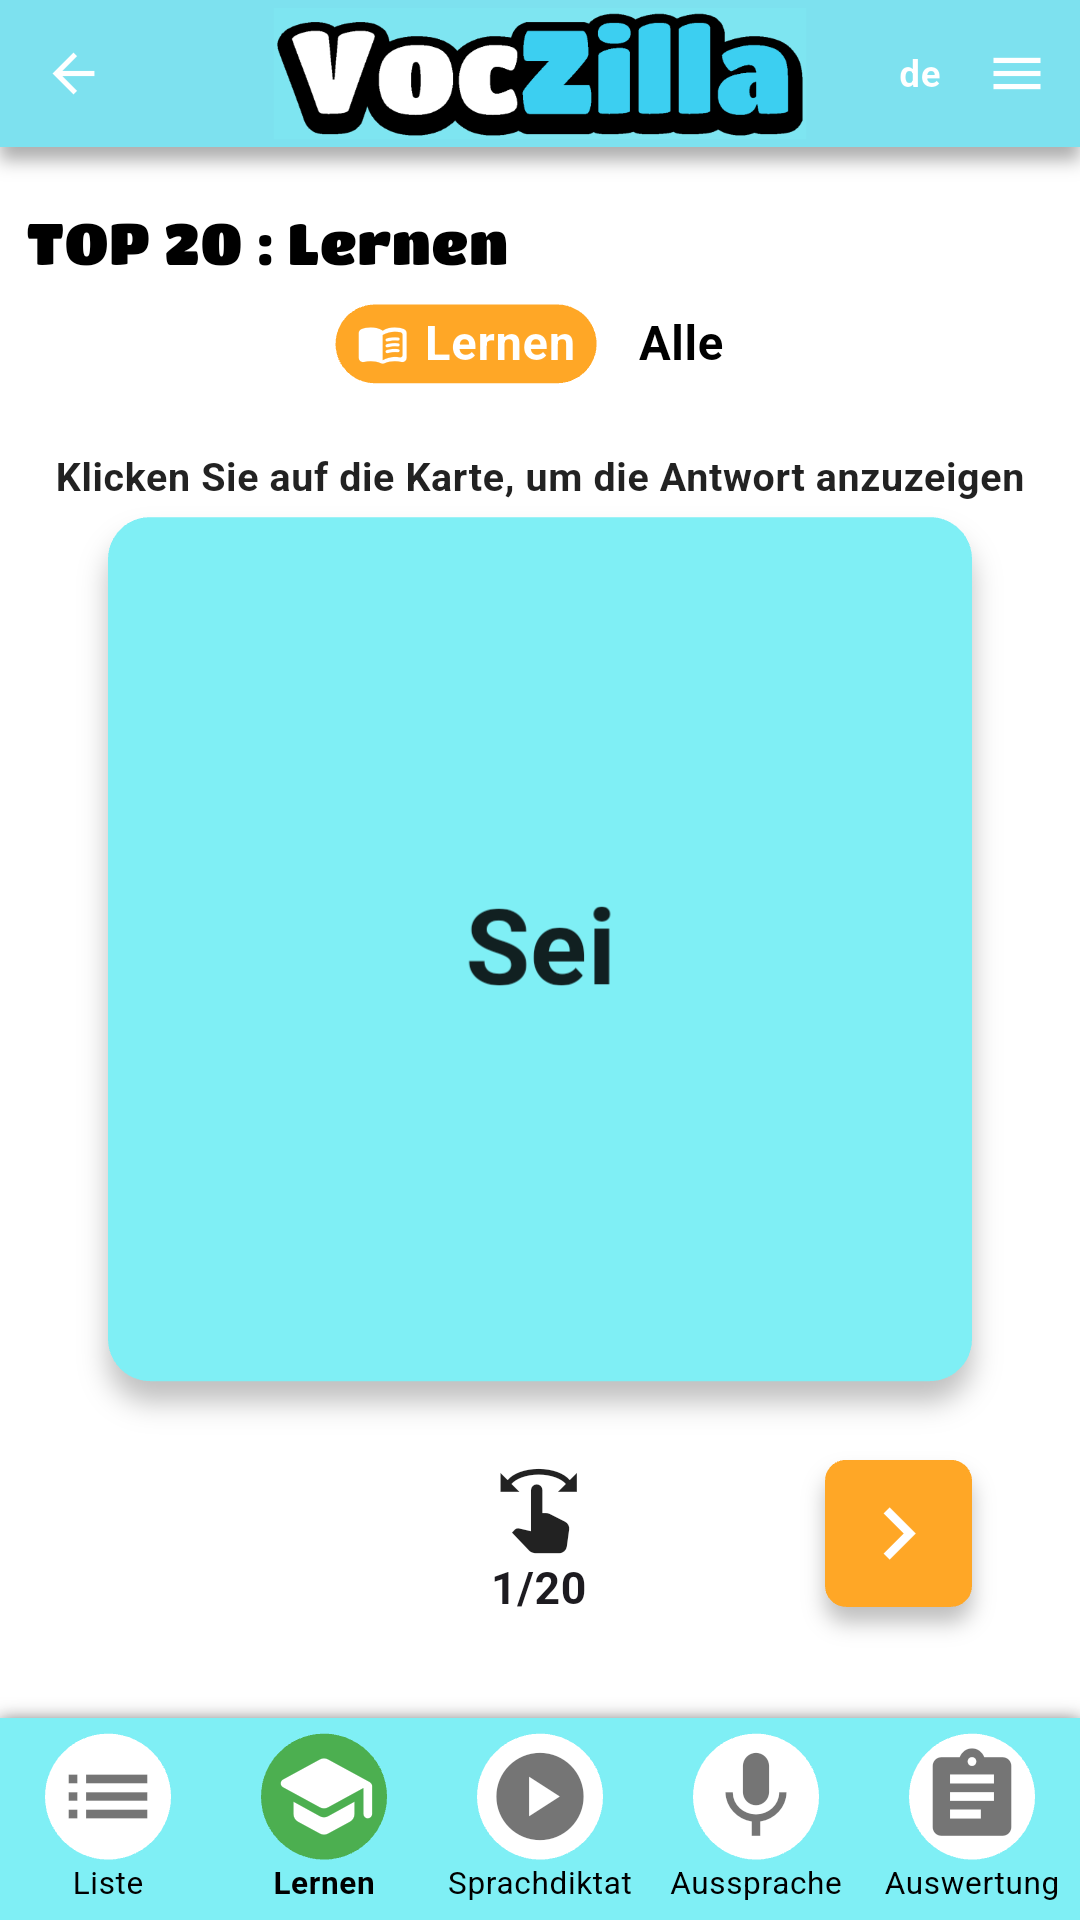 VocZilla
de
TOP 20 : Lernen
Lernen Alle
Klicken Sie auf die Karte, um die Antwort anzuzeigen
Sei
1/20
Liste Lernen Sprachdiktat Aussprache Auswertung